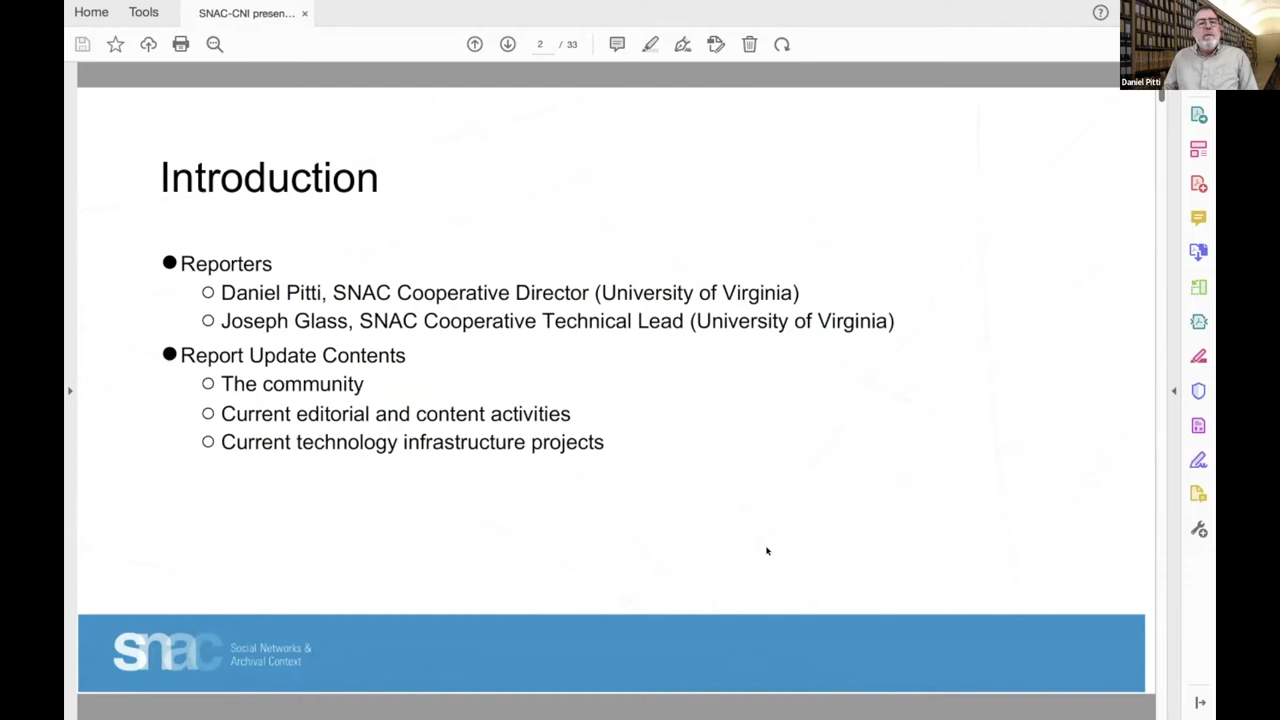 Home
Tools
SNAC-CNI presen... ×
2 / 33
Daniel Pitti
Introduction
● Reporters
○ Daniel Pitti, SNAC Cooperative Director (University of Virginia)
○ Joseph Glass, SNAC Cooperative Technical Lead (University of Virginia)
● Report Update Contents
○ The community
○ Current editorial and content activities
○ Current technology infrastructure projects
snac
Social Networks &
Archival Context